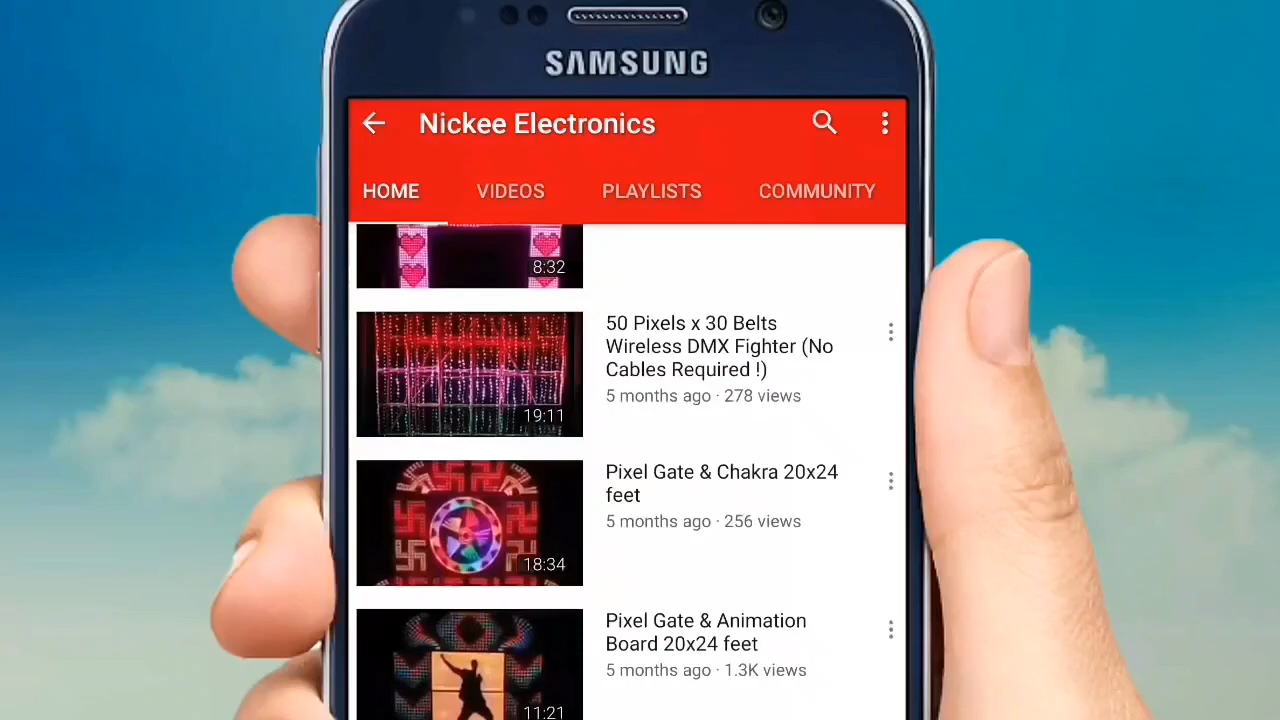 SAMSUNG
Nickee Electronics
HOME VIDEOS PLAYLISTS COMMUNITY
8:32
50 Pixels x 30 Belts
Wireless DMX Fighter (No
Cables Required !)
5 months ago · 278 views
19:11
Pixel Gate & Chakra 20x24
feet
5 months ago · 256 views
18:34
Pixel Gate & Animation
Board 20x24 feet
5 months ago · 1.3K views
11:21